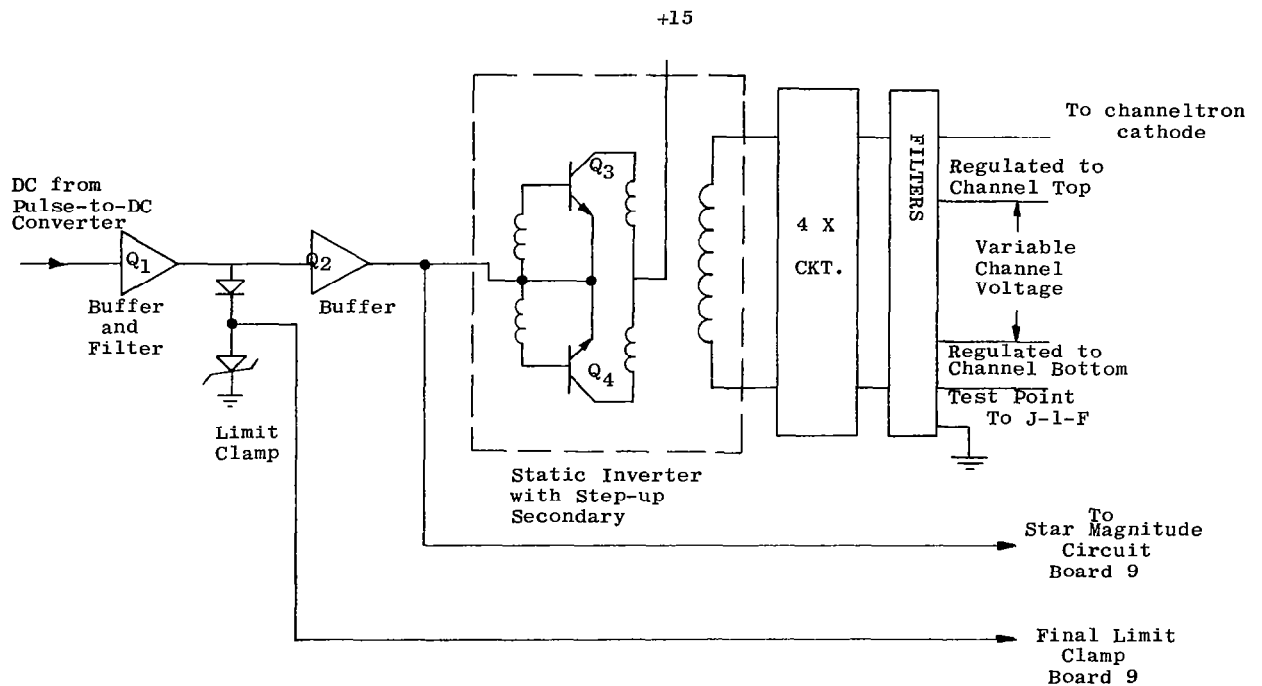 +15
To channeltron
cathode
DC from
Pulse-to-DC
Converter
Q1
Buffer
and
Filter
Limit
Clamp
Q2
Buffer
Q3
Q4
Static Inverter
with Step-up
Secondary
4 X
CKT.
FILTERS
Regulated to
Channel Top
Variable
Channel
Voltage
Regulated to
Channel Bottom
Test Point
To J-1-F
To
Star Magnitude
Circuit
Board 9
Final Limit
Clamp
Board 9